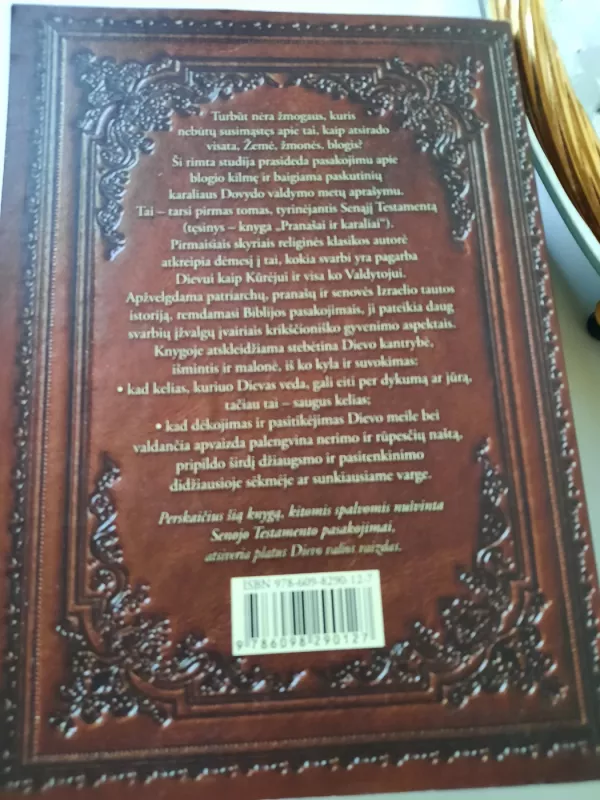 Turbūt nėra žmogaus, kuris
nebūtų susimąstęs apie tai, kaip atsirado
visata, Žemė, žmonės, blogis?
Ši rimta studija prasideda pasakojimu apie
blogio kilmę ir baigiama paskutinių
karaliaus Dovydo valdymo metų aprašymu.
Tai – tarsi pirmas tomas, tyrinėjantis Senąjį Testamentą
(tęsinys – knyga „Pranašai ir karaliai“).
Pirmaisiais skyriais religinės klasikos autorė
atkreipia dėmesį į tai, kokia svarbi yra pagarba
Dievui kaip Kūrėjui ir visa ko Valdytojui.
Apžvelgdama patriarchų, pranašų ir senovės Izraelio tautos
istoriją, remdamasi Biblijos pasakojimais, ji pateikia daug
svarbių įžvalgų įvairiais krikščioniško gyvenimo aspektais.
Knygoje atskleidžiama stebėtina Dievo kantrybė,
išmintis ir malonė, iš ko kyla ir suvokimas:
• kad kelias, kuriuo Dievas veda, gali eiti per dykumą ar jūrą,
tačiau tai – saugus kelias;
• kad dėkojimas ir pasitikėjimas Dievo meile bei
valdančia apvaizda palengvina nerimo ir rūpesčių naštą,
pripildo širdį džiaugsmo ir pasitenkinimo
didžiausioje sėkmėje ar sunkiausiame varge.
Perskaičius šią knygą, kitomis spalvomis nušvinta
Senojo Testamento pasakojimai,
atsiveria platus Dievo valios vaizdas.
ISBN 978-609-8290-12-7
9 786098 290127